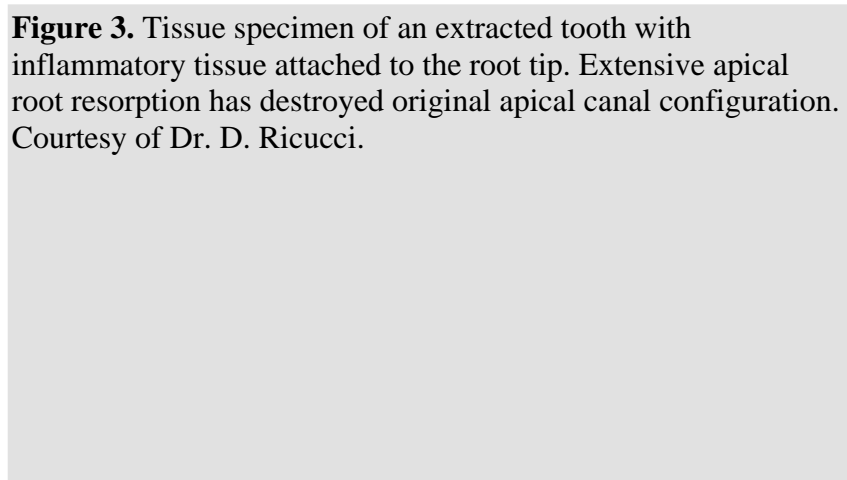 Figure 3. Tissue specimen of an extracted tooth with
inflammatory tissue attached to the root tip. Extensive apical
root resorption has destroyed original apical canal configuration.
Courtesy of Dr. D. Ricucci.